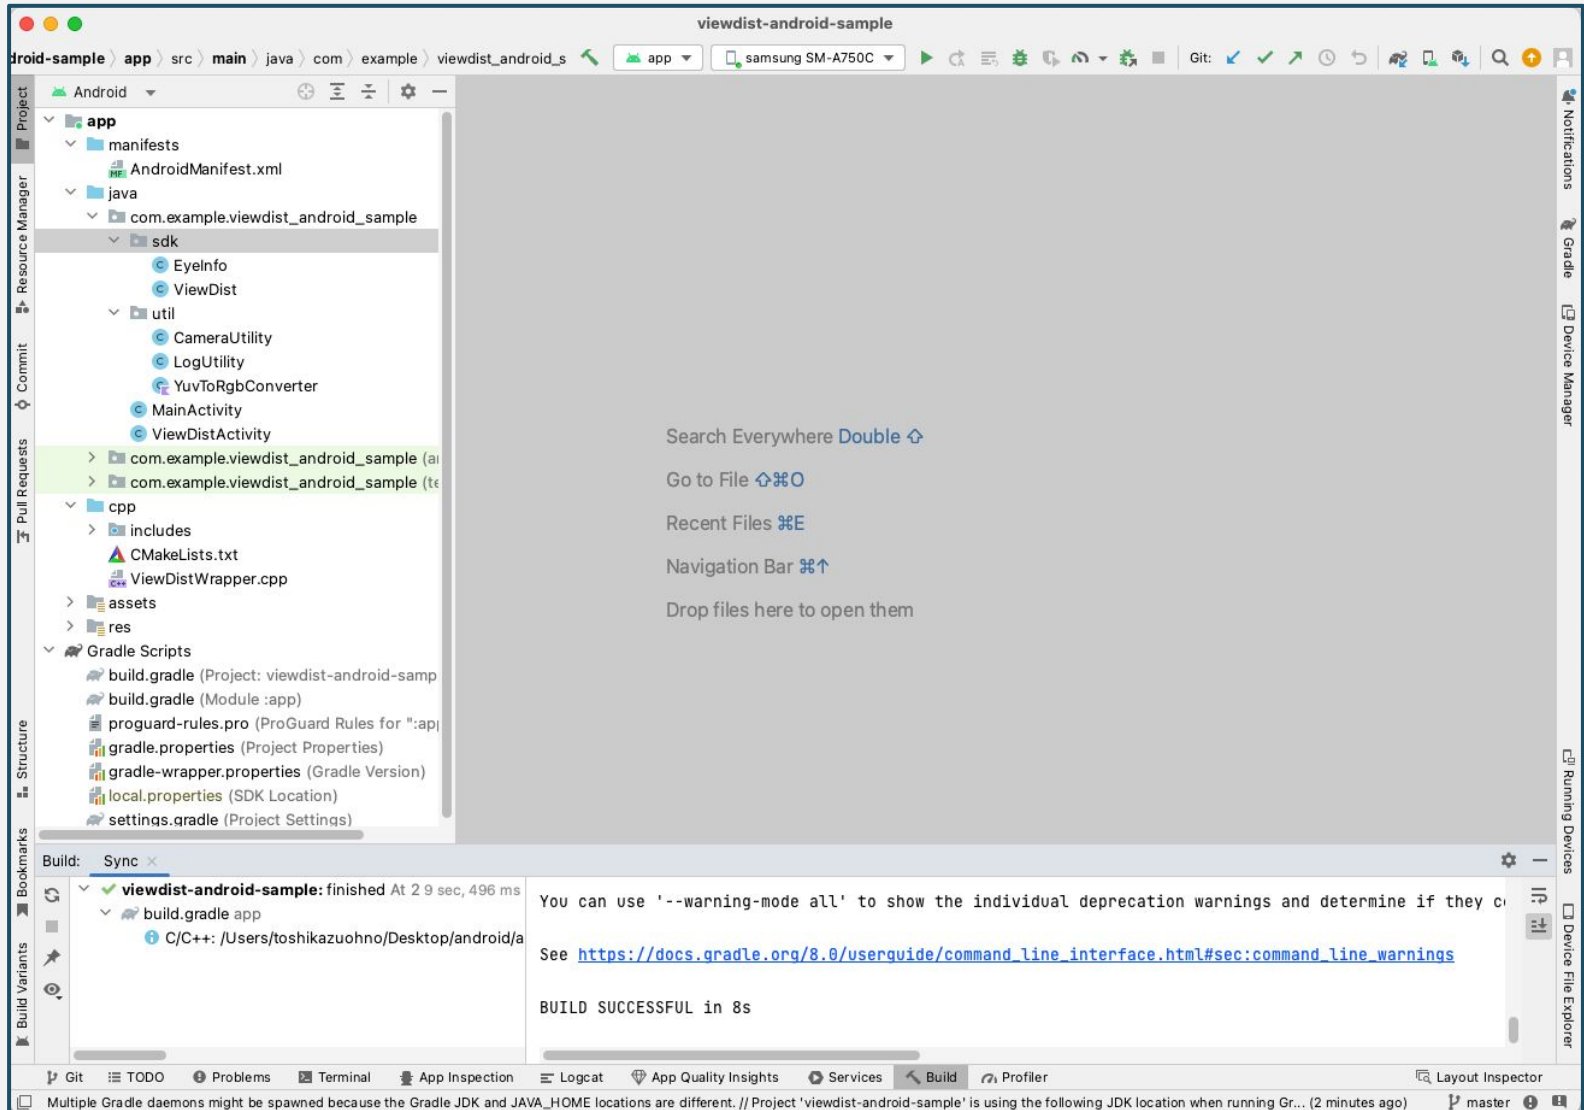 viewdist-android-sample
droid-sample 〉 app 〉 src 〉 main 〉 java 〉 com 〉 example 〉 viewdist_android_s app samsung SM-A750C Git:
Android
app
manifests
AndroidManifest.xml
java
com.example.viewdist_android_sample
sdk
EyeInfo
ViewDist
util
CameraUtility
LogUtility
YuvToRgbConverter
MainActivity
ViewDistActivity
com.example.viewdist_android_sample (a
com.example.viewdist_android_sample (te
cpp
includes
CMakeLists.txt
ViewDistWrapper.cpp
assets
res
Gradle Scripts
build.gradle (Project: viewdist-android-samp
build.gradle (Module :app)
proguard-rules.pro (ProGuard Rules for ":ap
gradle.properties (Project Properties)
gradle-wrapper.properties (Gradle Version)
local.properties (SDK Location)
settings.gradle (Project Settings)
Search Everywhere Double ⇧
Go to File ⇧⌘O
Recent Files ⌘E
Navigation Bar ⌘↑
Drop files here to open them
Project
Resource Manager
Commit
Pull Requests
Structure
Bookmarks
Build Variants
Notifications
Gradle
Device Manager
Running Devices
Device File Explorer
Build: Sync
viewdist-android-sample: finished At 2 9 sec, 496 ms
build.gradle app
C/C++: /Users/toshikazuohno/Desktop/android/a
You can use '--warning-mode all' to show the individual deprecation warnings and determine if they c
See https://docs.gradle.org/8.0/userguide/command_line_interface.html#sec:command_line_warnings
BUILD SUCCESSFUL in 8s
Git TODO Problems Terminal App Inspection Logcat App Quality Insights Services Build Profiler Layout Inspector
Multiple Gradle daemons might be spawned because the Gradle JDK and JAVA_HOME locations are different. // Project 'viewdist-android-sample' is using the following JDK location when running Gr... (2 minutes ago) master